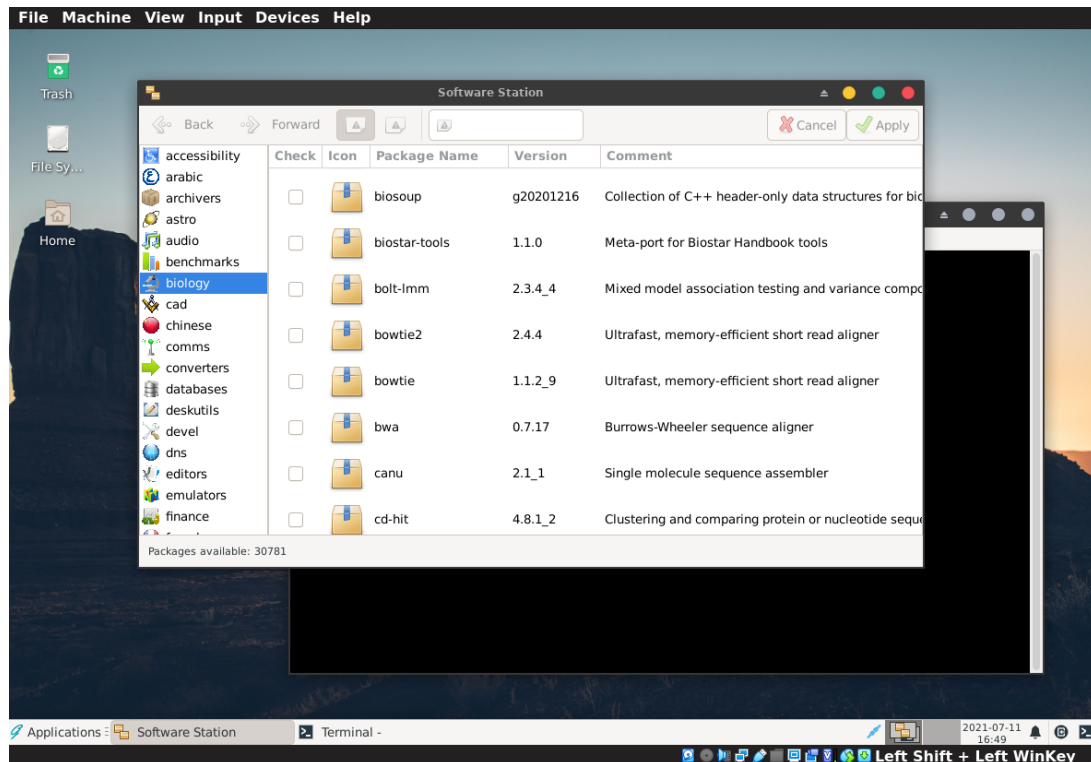 File Machine View Input Devices Help
Trash
File Sy...
Home
Software Station
Back Forward Cancel Apply
Check Icon Package Name Version Comment
accessibility
arabic
archivers
astro
audio
benchmarks
biology
cad
chinese
comms
converters
databases
deskutils
devel
dns
editors
emulators
finance
biosoup g20201216 Collection of C++ header-only data structures for bio
biostar-tools 1.1.0 Meta-port for Biostar Handbook tools
bolt-lmm 2.3.4_4 Mixed model association testing and variance compo
bowtie2 2.4.4 Ultrafast, memory-efficient short read aligner
bowtie 1.1.2_9 Ultrafast, memory-efficient short read aligner
bwa 0.7.17 Burrows-Wheeler sequence aligner
canu 2.1_1 Single molecule sequence assembler
cd-hit 4.8.1_2 Clustering and comparing protein or nucleotide seque
Packages available: 30781
Applications Software Station Terminal - 2021-07-11
16:49
Left Shift + Left WinKey